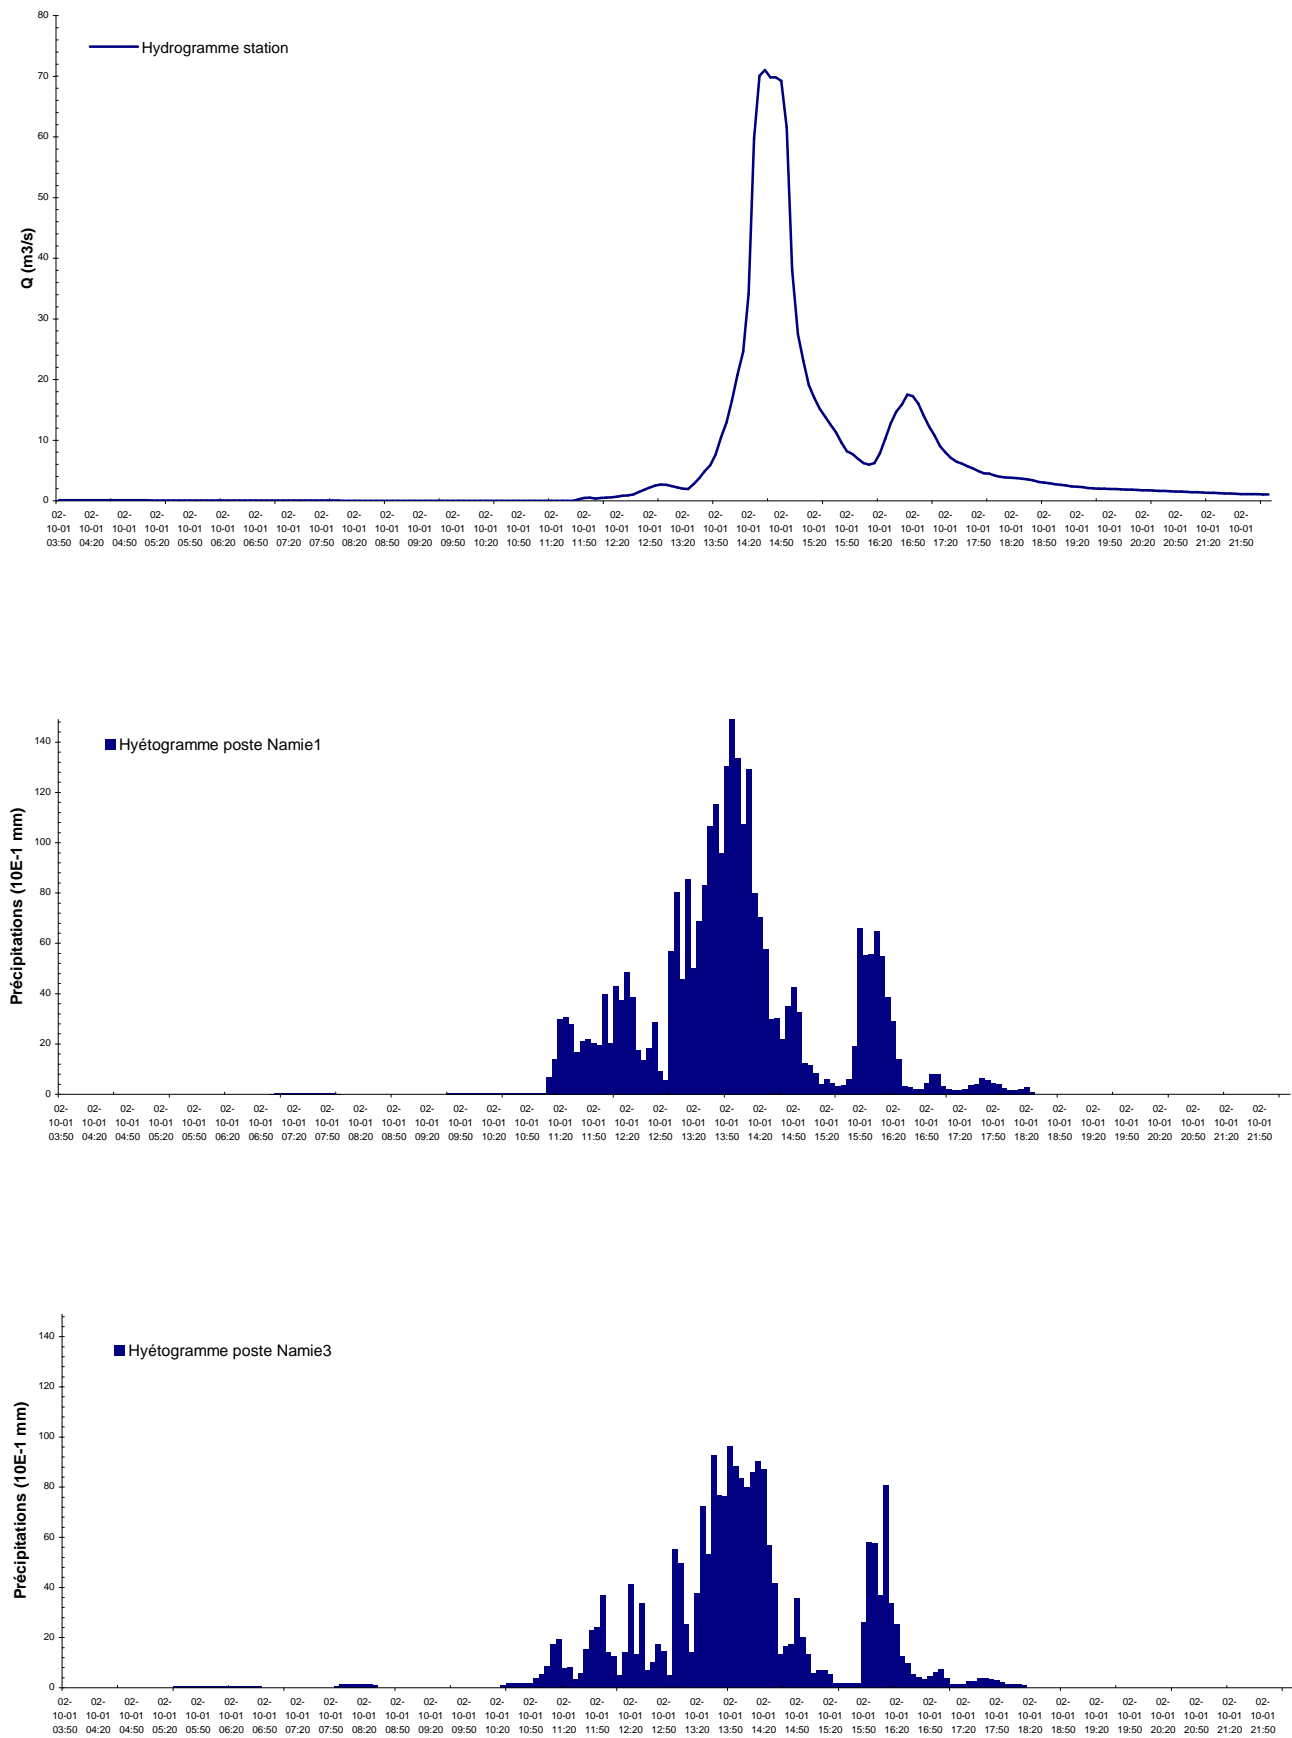 80
Hydrogramme station
70
60
50
Q (m3/s)
40
30
20
10
0
02- 02- 02- 02- 02- 02- 02- 02- 02- 02- 02- 02- 02- 02- 02- 02- 02- 02- 02- 02- 02- 02- 02- 02- 02- 02- 02- 02- 02- 02- 02- 02- 02- 02- 02- 02- 02-
10-01 10-01 10-01 10-01 10-01 10-01 10-01 10-01 10-01 10-01 10-01 10-01 10-01 10-01 10-01 10-01 10-01 10-01 10-01 10-01 10-01 10-01 10-01 10-01 10-01 10-01 10-01 10-01 10-01 10-01 10-01 10-01 10-01 10-01 10-01 10-01 10-01
03:50 04:20 04:50 05:20 05:50 06:20 06:50 07:20 07:50 08:20 08:50 09:20 09:50 10:20 10:50 11:20 11:50 12:20 12:50 13:20 13:50 14:20 14:50 15:20 15:50 16:20 16:50 17:20 17:50 18:20 18:50 19:20 19:50 20:20 20:50 21:20 21:50
140
Hyétogramme poste Namie1
120
100
80
Précipitations (10E-1 mm)
60
40
20
0
02- 02- 02- 02- 02- 02- 02- 02- 02- 02- 02- 02- 02- 02- 02- 02- 02- 02- 02- 02- 02- 02- 02- 02- 02- 02- 02- 02- 02- 02- 02- 02- 02- 02- 02- 02- 02-
10-01 10-01 10-01 10-01 10-01 10-01 10-01 10-01 10-01 10-01 10-01 10-01 10-01 10-01 10-01 10-01 10-01 10-01 10-01 10-01 10-01 10-01 10-01 10-01 10-01 10-01 10-01 10-01 10-01 10-01 10-01 10-01 10-01 10-01 10-01 10-01 10-01
03:50 04:20 04:50 05:20 05:50 06:20 06:50 07:20 07:50 08:20 08:50 09:20 09:50 10:20 10:50 11:20 11:50 12:20 12:50 13:20 13:50 14:20 14:50 15:20 15:50 16:20 16:50 17:20 17:50 18:20 18:50 19:20 19:50 20:20 20:50 21:20 21:50
140
Hyétogramme poste Namie3
120
100
80
Précipitations (10E-1 mm)
60
40
20
0
02- 02- 02- 02- 02- 02- 02- 02- 02- 02- 02- 02- 02- 02- 02- 02- 02- 02- 02- 02- 02- 02- 02- 02- 02- 02- 02- 02- 02- 02- 02- 02- 02- 02- 02- 02- 02-
10-01 10-01 10-01 10-01 10-01 10-01 10-01 10-01 10-01 10-01 10-01 10-01 10-01 10-01 10-01 10-01 10-01 10-01 10-01 10-01 10-01 10-01 10-01 10-01 10-01 10-01 10-01 10-01 10-01 10-01 10-01 10-01 10-01 10-01 10-01 10-01 10-01
03:50 04:20 04:50 05:20 05:50 06:20 06:50 07:20 07:50 08:20 08:50 09:20 09:50 10:20 10:50 11:20 11:50 12:20 12:50 13:20 13:50 14:20 14:50 15:20 15:50 16:20 16:50 17:20 17:50 18:20 18:50 19:20 19:50 20:20 20:50 21:20 21:50